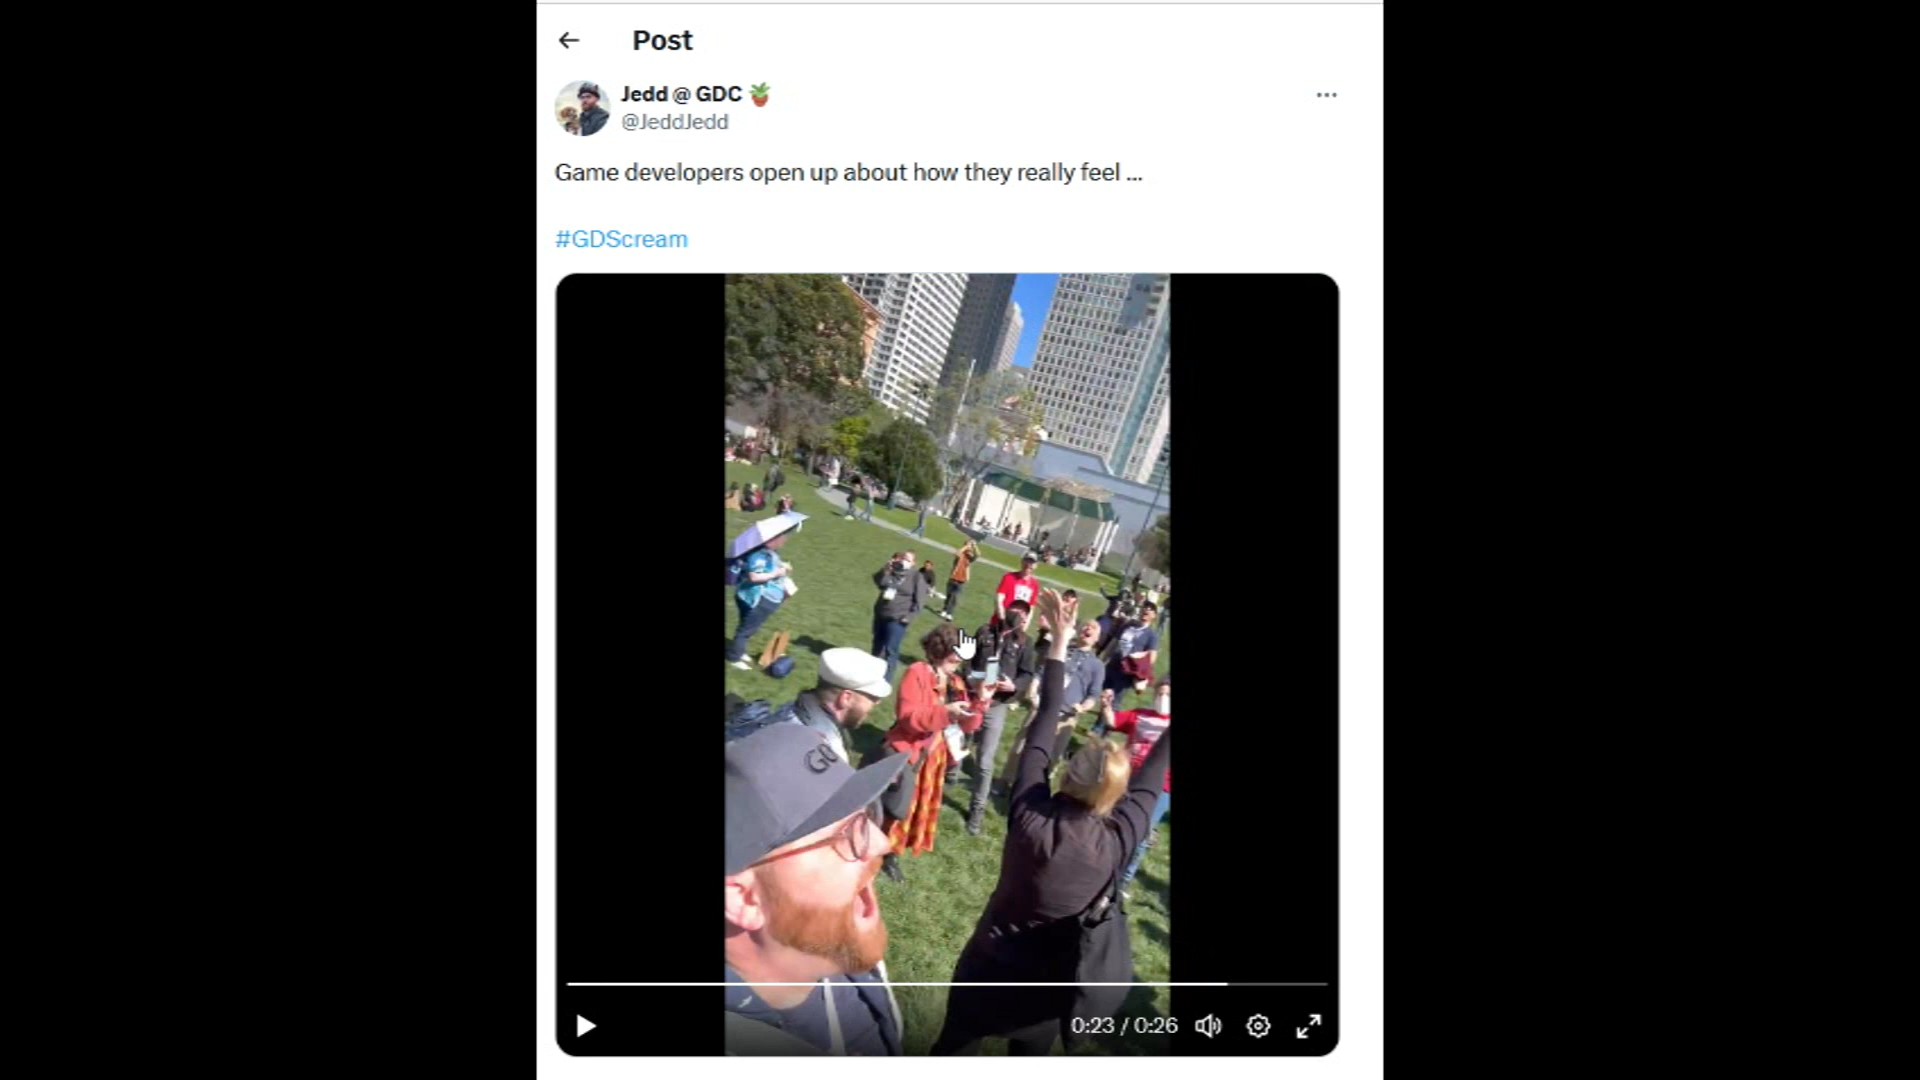 Post
Jedd @ GDC 🪴
@JeddJedd
Game developers open up about how they really feel ...
#GDScream
0:23 / 0:26